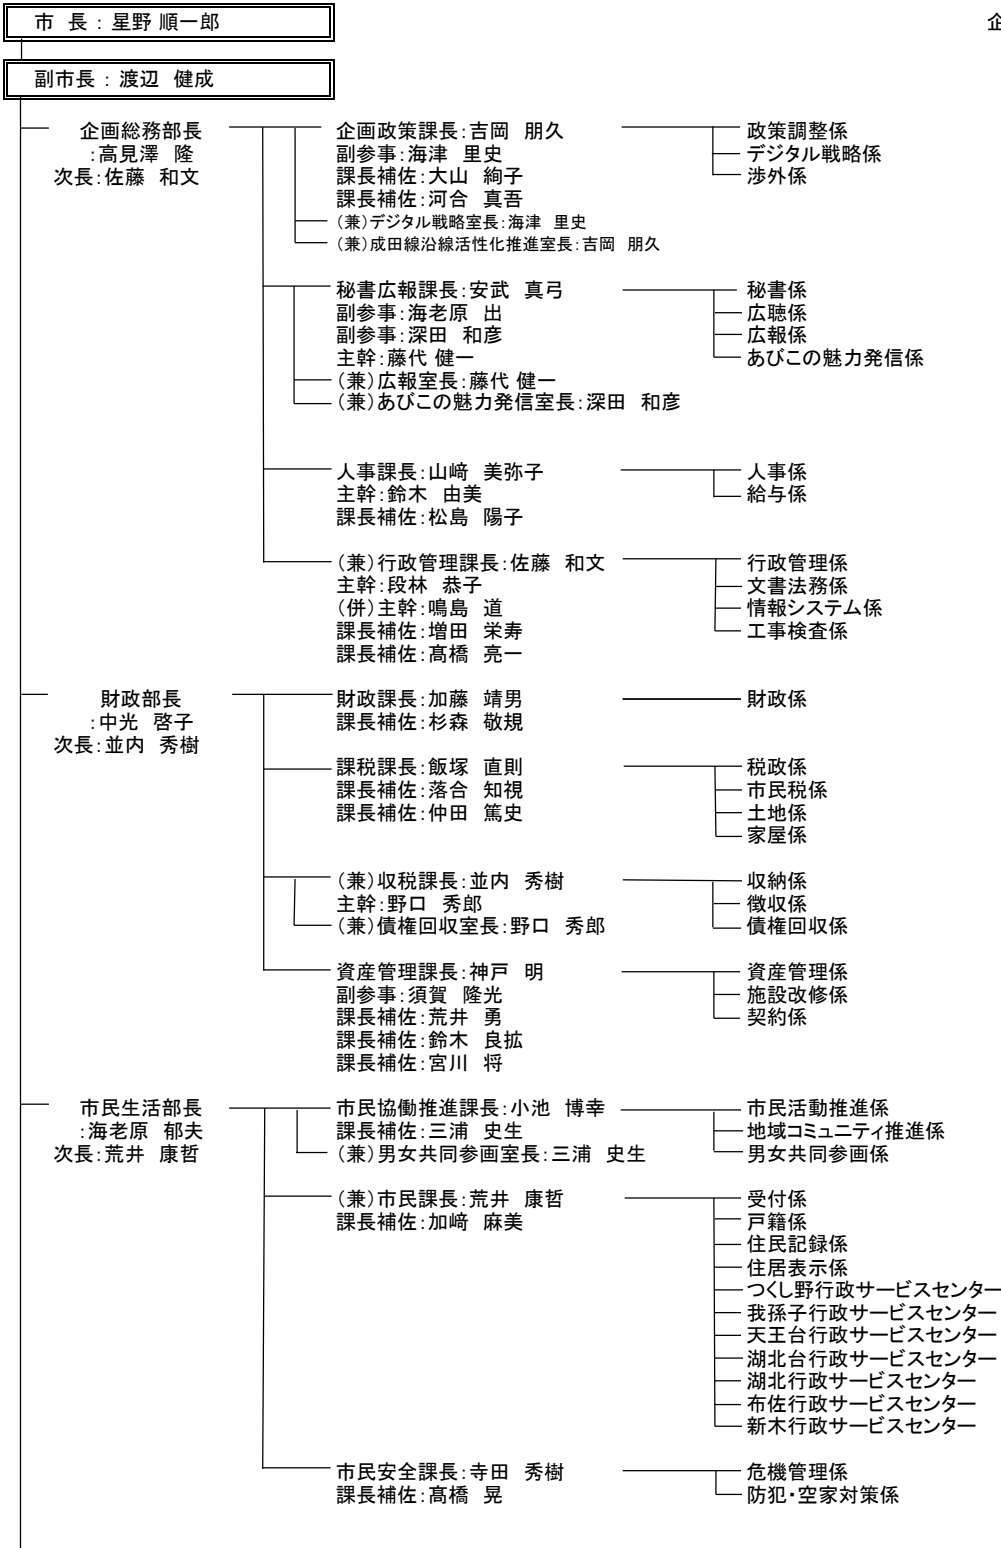 市　長 : 星野 順一郎
企
副市長 : 渡辺　健成
企画総務部長
:高見澤 隆
次長:佐藤 和文
企画政策課長:吉岡　朋久
副参事:海津　里史
課長補佐:大山　絢子
課長補佐:河合　真吾
(兼)デジタル戦略室長:海津　里史
(兼)成田線沿線活性化推進室長:吉岡　朋久
政策調整係
デジタル戦略係
渉外係
秘書広報課長:安武　真弓
副参事:海老原 出
副参事:深田　和彦
主幹:藤代 健一
(兼)広報室長:藤代 健一
(兼)あびこの魅力発信室長:深田　和彦
秘書係
広聴係
広報係
あびこの魅力発信係
人事課長:山﨑　美弥子
主幹:鈴木　由美
課長補佐:松島　陽子
人事係
給与係
(兼)行政管理課長:佐藤　和文
主幹:段林　恭子
(併)主幹:鳴島　道
課長補佐:増田　栄寿
課長補佐:髙橋　亮一
行政管理係
文書法務係
情報システム係
工事検査係
財政部長
:中光　啓子
次長:並内　秀樹
財政課長:加藤　靖男
課長補佐:杉森　敬規
財政係
課税課長:飯塚　直則
課長補佐:落合　知視
課長補佐:仲田　篤史
税政係
市民税係
土地係
家屋係
(兼)収税課長:並内　秀樹
主幹:野口　秀郎
(兼)債権回収室長:野口　秀郎
収納係
徴収係
債権回収係
資産管理課長:神戸　明
副参事:須賀　隆光
課長補佐:荒井　勇
課長補佐:鈴木　良拡
課長補佐:宮川　将
資産管理係
施設改修係
契約係
市民生活部長
:海老原 郁夫
次長:荒井 康哲
市民協働推進課長:小池　博幸
課長補佐:三浦　史生
(兼)男女共同参画室長:三浦　史生
市民活動推進係
地域コミュニティ推進係
男女共同参画係
(兼)市民課長:荒井　康哲
課長補佐:加﨑　麻美
受付係
戸籍係
住民記録係
住居表示係
つくし野行政サービスセンター
我孫子行政サービスセンター
天王台行政サービスセンター
湖北台行政サービスセンター
湖北行政サービスセンター
布佐行政サービスセンター
新木行政サービスセンター
市民安全課長:寺田　秀樹
課長補佐:髙橋　晃
危機管理係
防犯・空家対策係